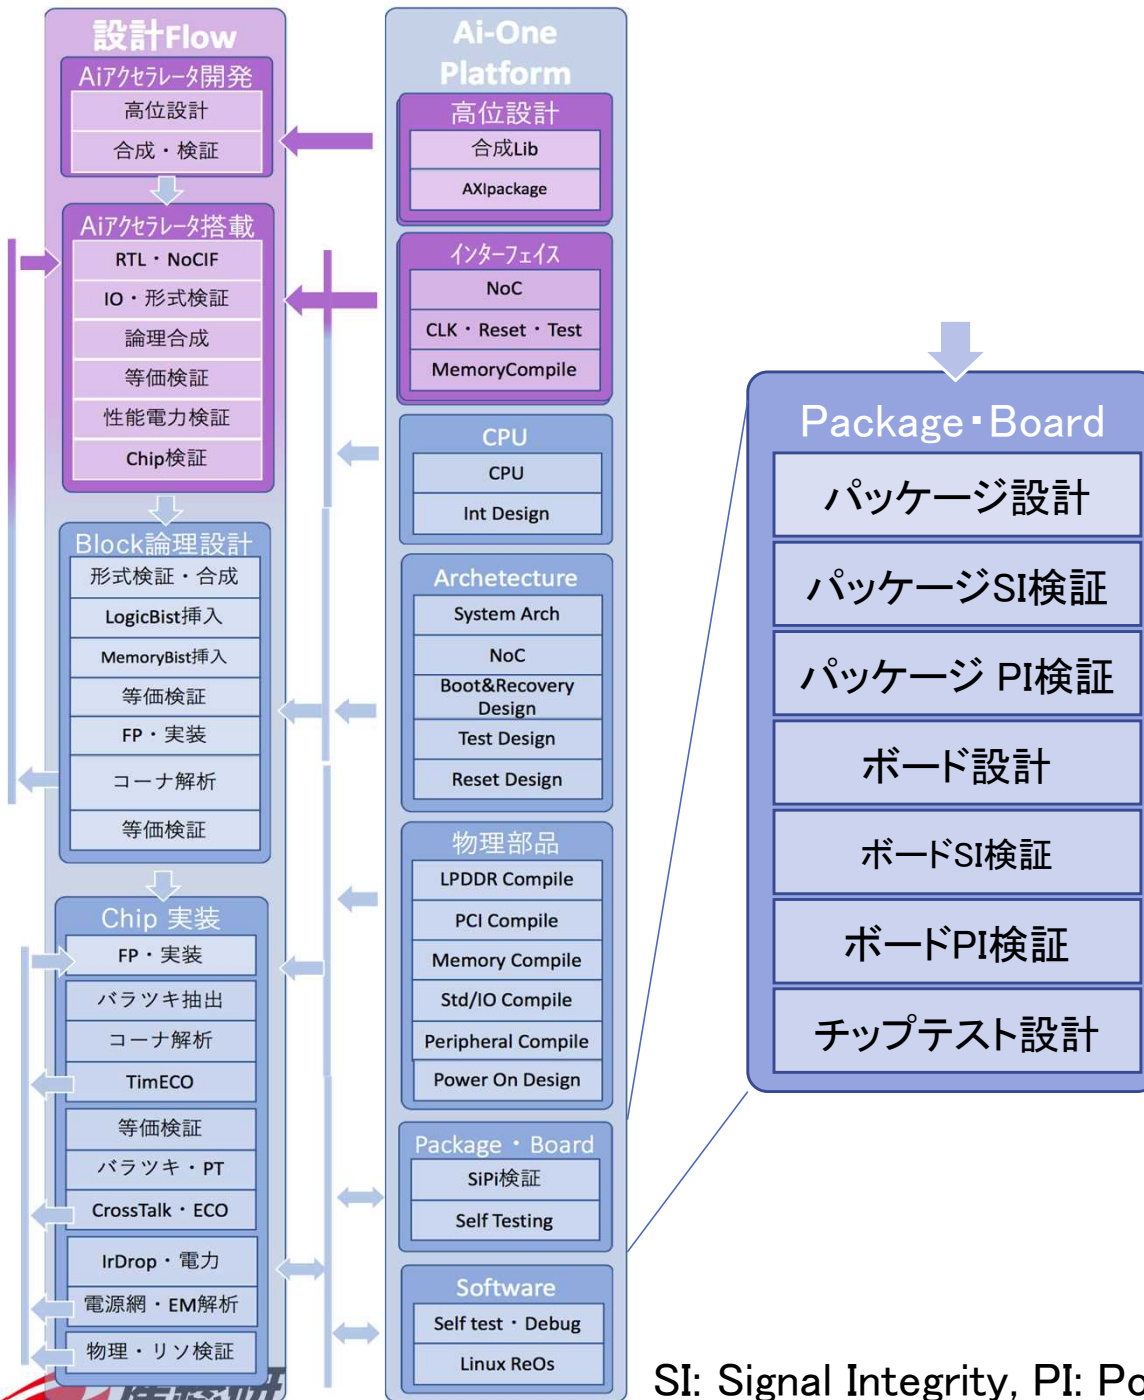 設計Flow
Aiアクセラレータ開発
高位設計
合成・検証
Aiアクセラレータ搭載
RTL・NoCIF
IO・形式検証
論理合成
等価検証
性能電力検証
Chip検証
Block論理設計
形式検証・合成
LogicBist挿入
MemoryBist挿入
等価検証
FP・実装
コーナ解析
等価検証
Chip 実装
FP・実装
バラツキ抽出
コーナ解析
TimECO
等価検証
バラツキ・PT
CrossTalk・ECO
IrDrop・電力
電源網・EM解析
物理・リソ検証
Ai-One
Platform
高位設計
合成Lib
AXIpackage
インターフェイス
NoC
CLK・Reset・Test
MemoryCompile
CPU
CPU
Int Design
Archetecture
System Arch
NoC
Boot&Recovery
Design
Test Design
Reset Design
物理部品
LPDDR Compile
PCI Compile
Memory Compile
Std/IO Compile
Peripheral Compile
Power On Design
Package・Board
SiPi検証
Self Testing
Software
Self test・Debug
Linux ReOs
Package・Board
パッケージ設計
パッケージSI検証
パッケージ PI検証
ボード設計
ボードSI検証
ボードPI検証
チップテスト設計
SI: Signal Integrity, PI: